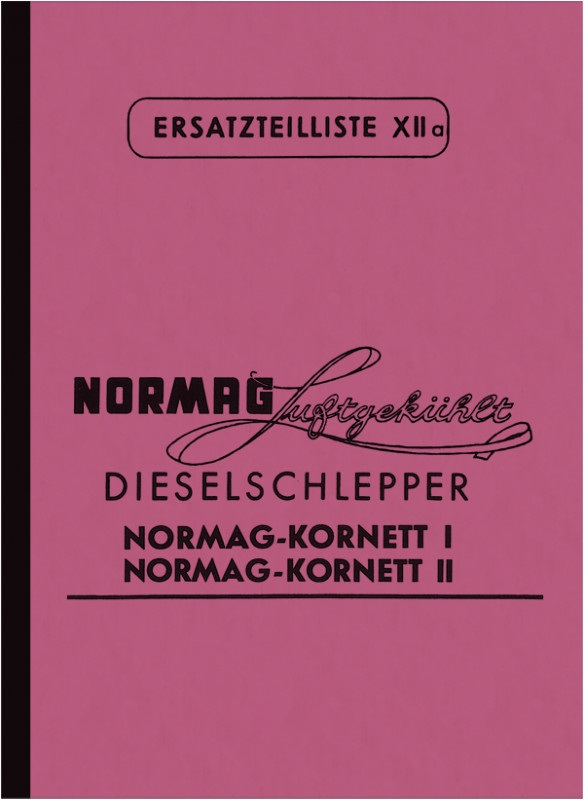 ERSATZTEILLISTE XIIa
NORMAG Luftgekühlt
DIESELSCHLEPPER
NORMAG-KORNETT I
NORMAG-KORNETT II